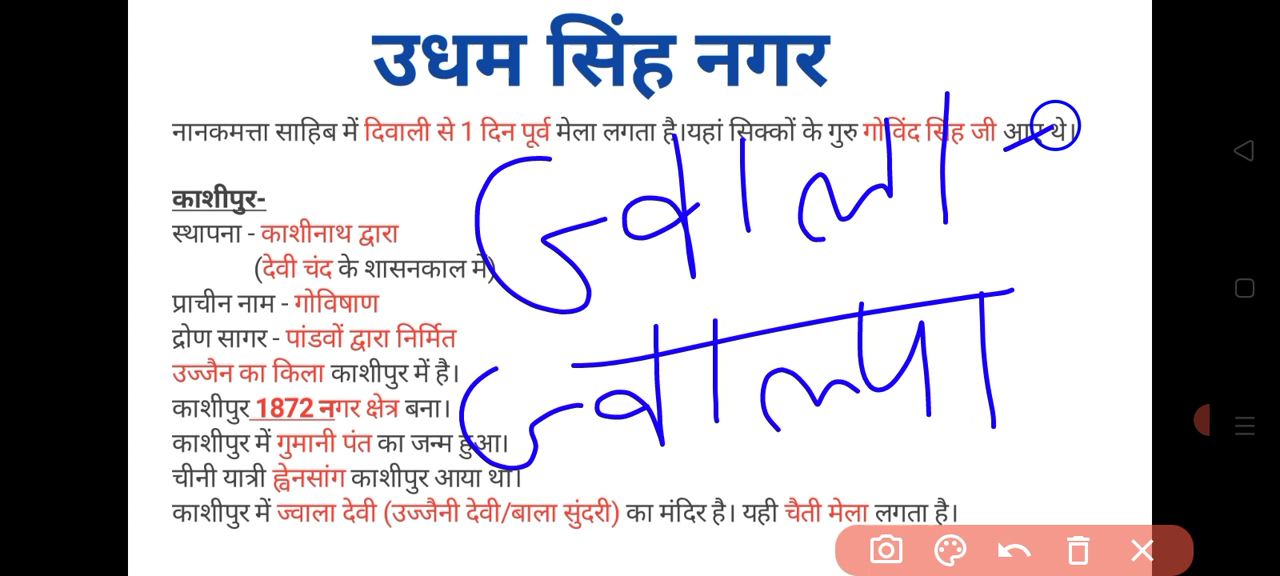 उधम सिंह नगर
नानकमत्ता साहिब में दिवाली से 1 दिन पूर्व मेला लगता है।यहां सिक्कों के गुरु गोविंद सिंह जी आए थे।
काशीपुर-
स्थापना - काशीनाथ द्वारा
(देवी चंद के शासनकाल में)
प्राचीन नाम - गोविषाण
द्रोण सागर - पांडवों द्वारा निर्मित
उज्जैन का किला काशीपुर में है।
काशीपुर 1872 नगर क्षेत्र बना।
काशीपुर में गुमानी पंत का जन्म हुआ।
चीनी यात्री ह्वेनसांग काशीपुर आया था।
काशीपुर में ज्वाला देवी (उज्जैनी देवी/बाला सुंदरी) का मंदिर है। यही चैती मेला लगता है।
ज्वाला
ज्वाल्पा